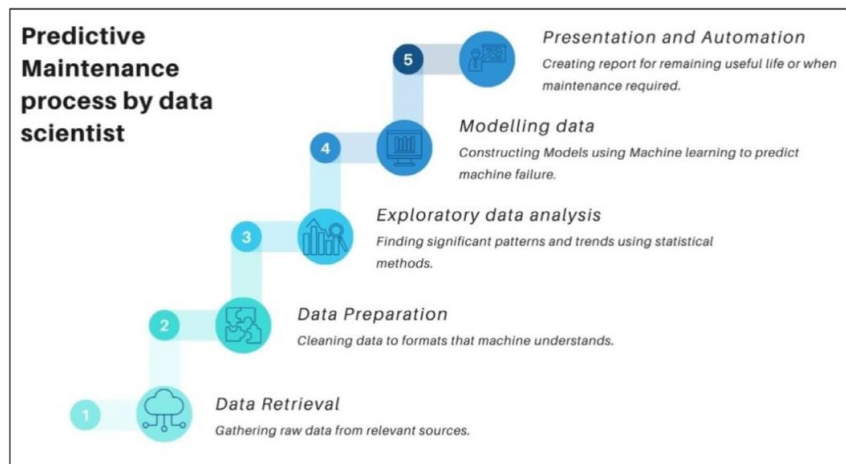 Predictive
Maintenance
process by data
scientist
5
Presentation and Automation
Creating report for remaining useful life or when
maintenance required.
4
Modelling data
Constructing Models using Machine learning to predict
machine failure.
3
Exploratory data analysis
Finding significant patterns and trends using statistical
methods.
2
Data Preparation
Cleaning data to formats that machine understands.
1
Data Retrieval
Gathering raw data from relevant sources.